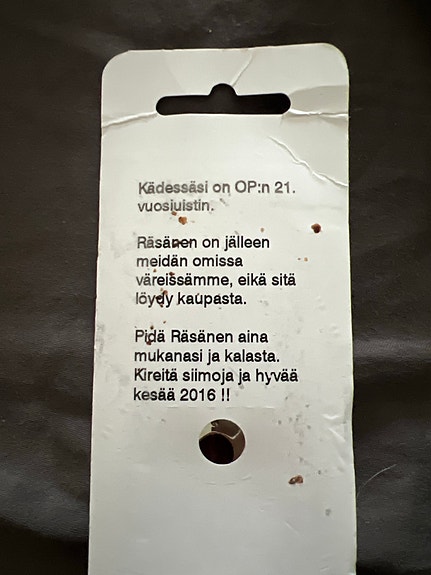 Kädessäsi on OP:n 21.
vuosiuistin.
Räsänen on jälleen
meidän omissa
väreissämme, eikä sitä
löydy kaupasta.
Pidä Räsänen aina
mukanasi ja kalasta.
Kireitä siimoja ja hyvää
kesää 2016 !!